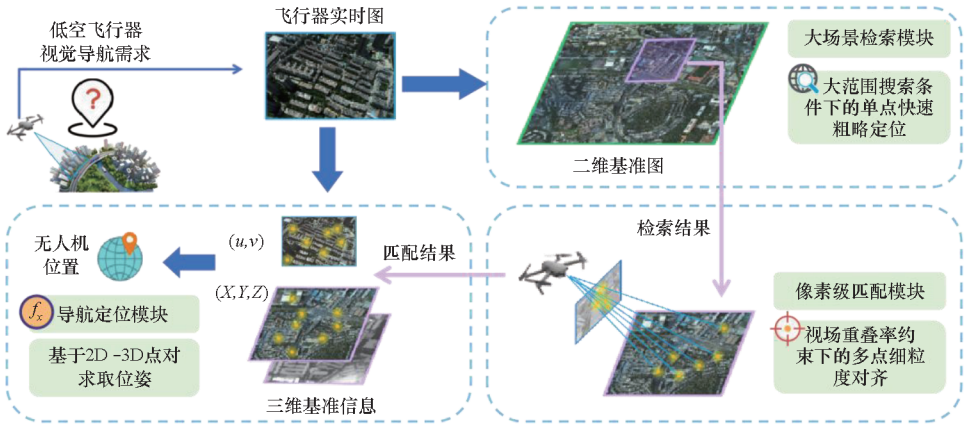 低空飞行器
视觉导航需求
?
飞行器实时图
二维基准图
大场景检索模块
大范围搜索条
件下的单点快速
粗略定位
检索结果
像素级匹配模块
视场重叠率约
束下的多点细粒
度对齐
匹配结果
(u,v)
(X,Y,Z)
三维基准信息
无人机
位置
fx 导航定位模块
基于2D-3D点对
求取位姿